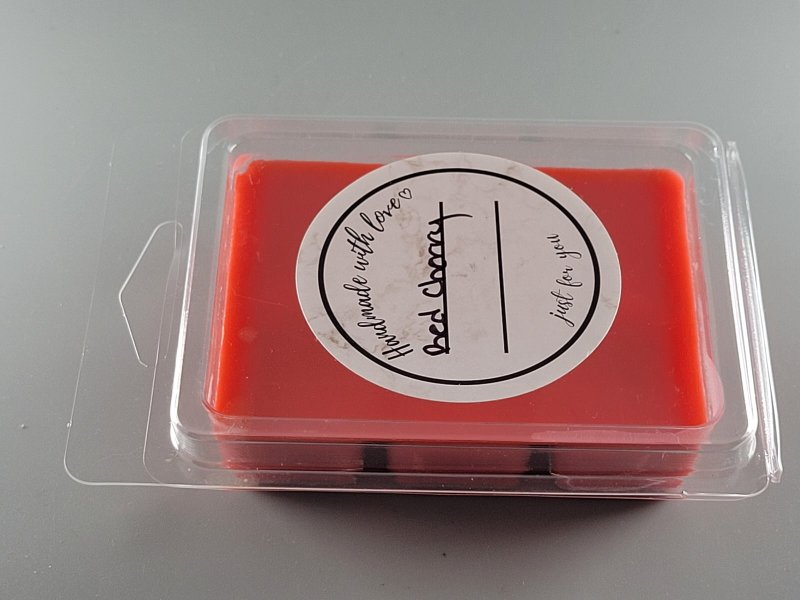 Handmade with love♡
Red Cherry
just for you